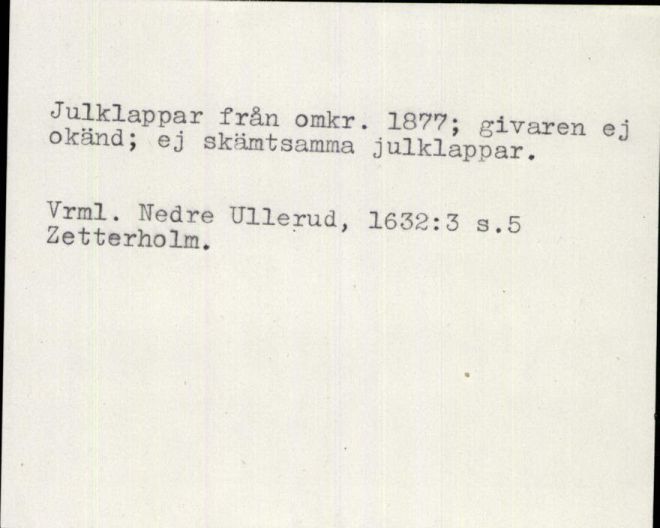 Julklappar från omkr. 1877; givaren ej
okänd; ej skämtsamma julklappar.
Vrml. Nedre Ullerud, 1632:3 s.5
Zetterholm.